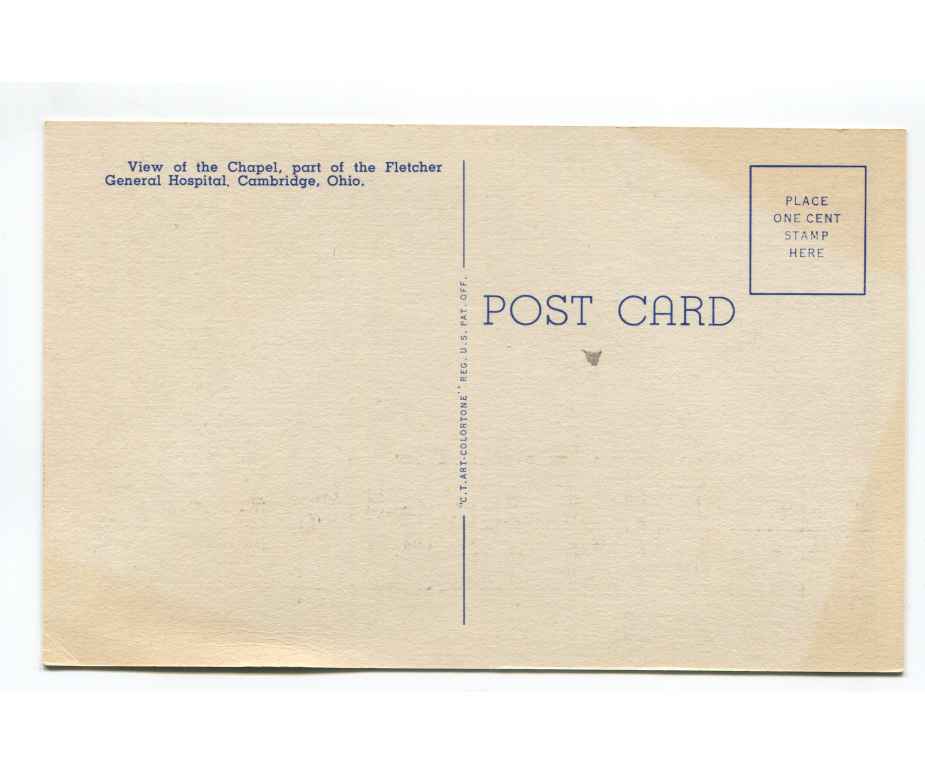 View of the Chapel, part of the Fletcher
General Hospital, Cambridge, Ohio.
"C.T.ART-COLORTONE" REG. U.S. PAT. OFF.
POST CARD
PLACE
ONE CENT
STAMP
HERE